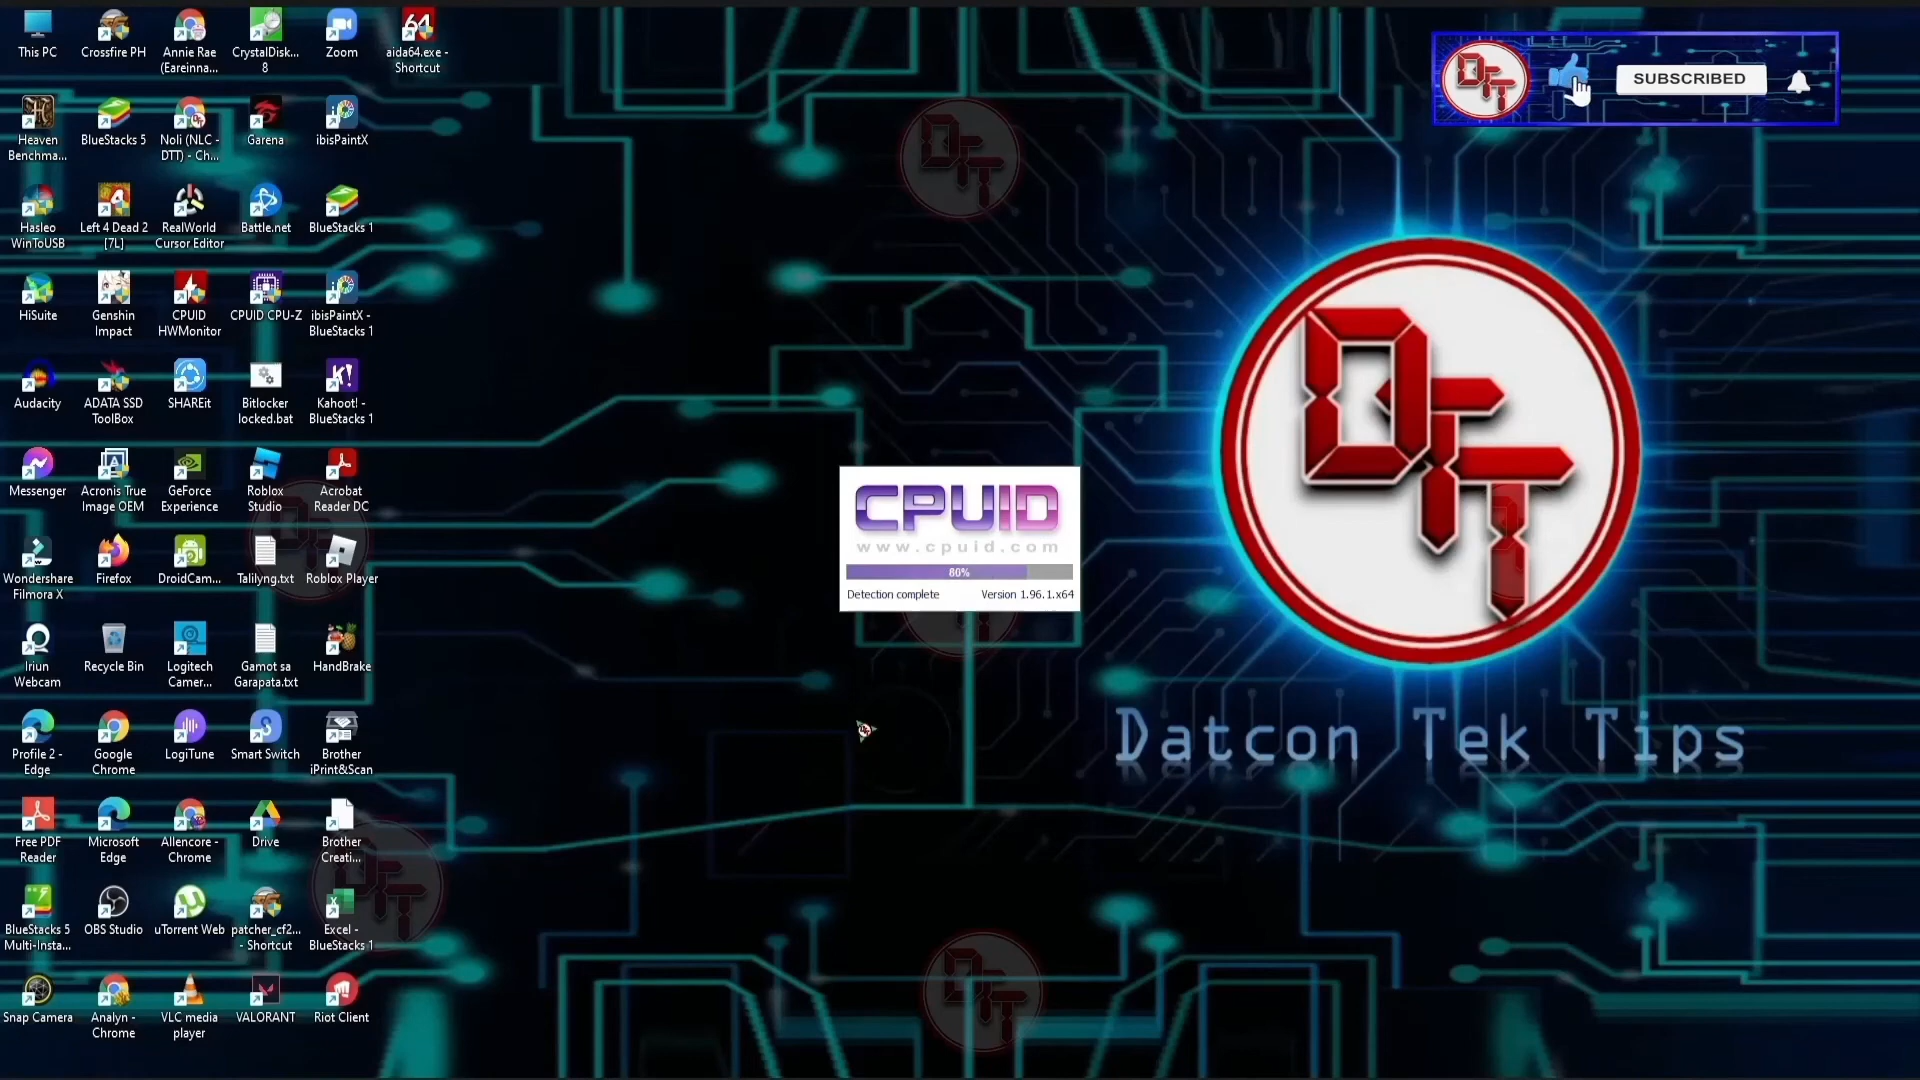 This PC
Crossfire PH
Annie Rae
(Eareinna...
CrystalDisk...
8
Zoom
64
aida64.exe -
Shortcut
Heaven
Benchma...
BlueStacks 5
Noli (NLC -
DTT) - Ch...
Garena
ibisPaintX
Hasleo
WinToUSB
Left 4 Dead 2
[7L]
RealWorld
Cursor Editor
Battle.net
BlueStacks 1
HiSuite
Genshin
Impact
CPUID
HWMonitor
CPUID CPU-Z
ibisPaintX -
BlueStacks 1
Audacity
ADATA SSD
ToolBox
SHAREit
Bitlocker
locked.bat
K!
Kahoot! -
BlueStacks 1
Messenger
Acronis True
Image OEM
GeForce
Experience
Roblox
Studio
Acrobat
Reader DC
Wondershare
Filmora X
Firefox
DroidCam...
Talilyng.txt
Roblox Player
Iriun
Webcam
Recycle Bin
Logitech
Camer...
Gamot sa
Garapata.txt
HandBrake
Profile 2 -
Edge
Google
Chrome
LogiTune
Smart Switch
Brother
iPrint&Scan
Free PDF
Reader
Microsoft
Edge
Allencore -
Chrome
Drive
Brother
Creati...
BlueStacks 5
Multi-Insta...
OBS Studio
uTorrent Web
patcher_cf2...
- Shortcut
Excel -
BlueStacks 1
Snap Camera
Analyn -
Chrome
VLC media
player
VALORANT
Riot Client
CPUID
www.cpuid.com
80%
Detection complete
Version 1.96.1.x64
DTT
SUBSCRIBED
DTT
Datcon Tek Tips